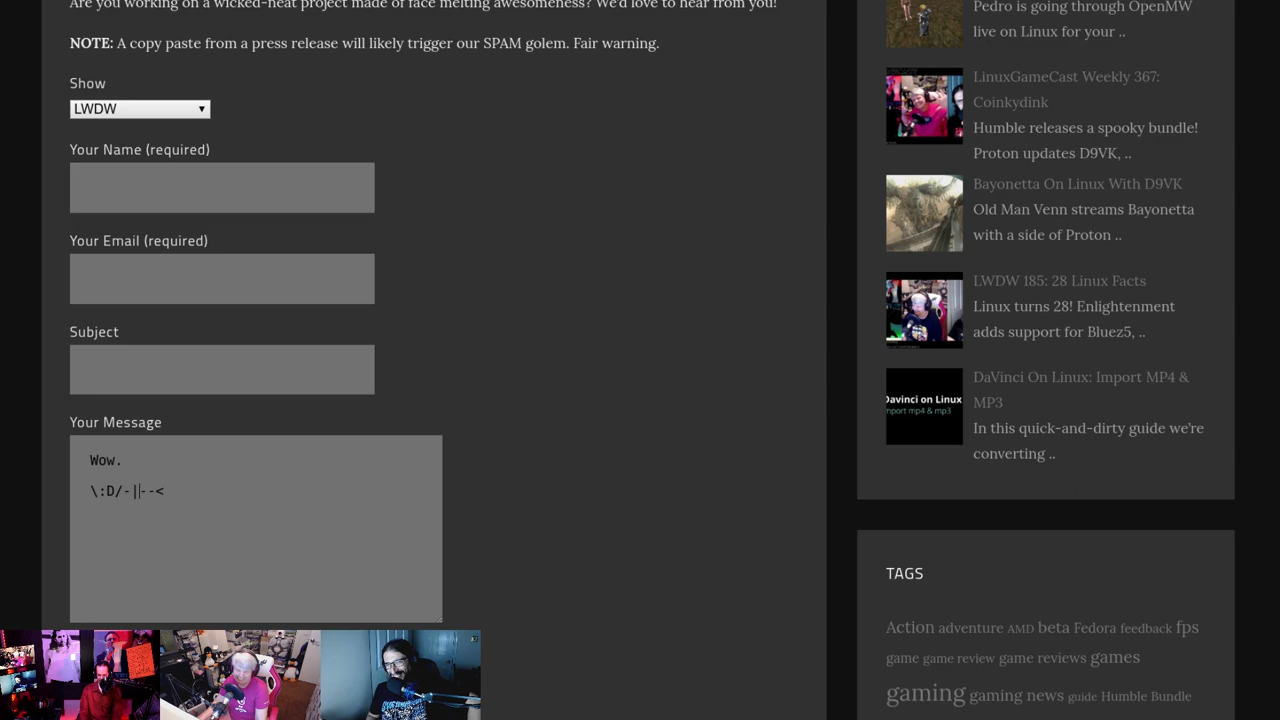 Are you working on a wicked-neat project made of face melting awesomeness? We'd love to hear from you!
NOTE: A copy paste from a press release will likely trigger our SPAM golem. Fair warning.
Show
LWDW
Your Name (required)
Your Email (required)
Subject
Your Message
Wow.
\:D/-|--<
Pedro is going through OpenMW
live on Linux for your ..
LinuxGameCast Weekly 367:
Coinkydink
Humble releases a spooky bundle!
Proton updates D9VK, ..
Bayonetta On Linux With D9VK
Old Man Venn streams Bayonetta
with a side of Proton ..
LWDW 185: 28 Linux Facts
Linux turns 28! Enlightenment
adds support for Bluez5, ..
Davinci on Linux
mport mp4 & mp3
DaVinci On Linux: Import MP4 &
MP3
In this quick-and-dirty guide we're
converting ..
TAGS
Action adventure AMD beta Fedora feedback fps
game game review game reviews games
gaming gaming news guide Humble Bundle